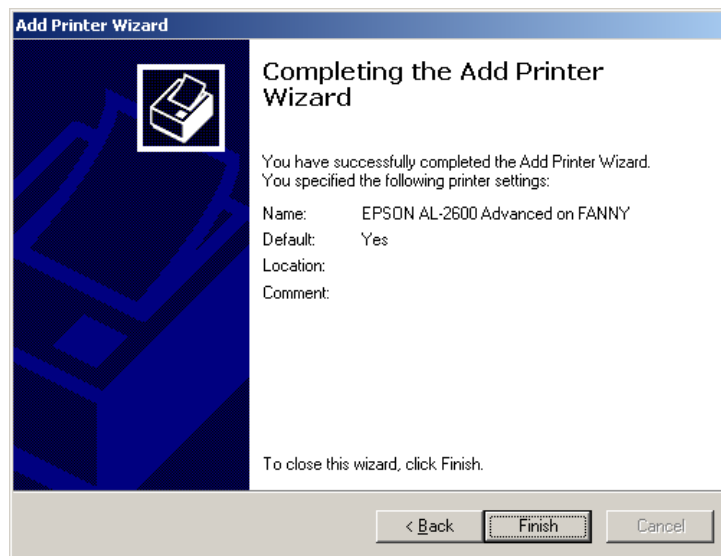 Add Printer Wizard
Completing the Add Printer
Wizard
You have successfully completed the Add Printer Wizard.
You specified the following printer settings:
Name: EPSON AL-2600 Advanced on FANNY
Default: Yes
Location:
Comment:
To close this wizard, click Finish.
< Back Finish Cancel